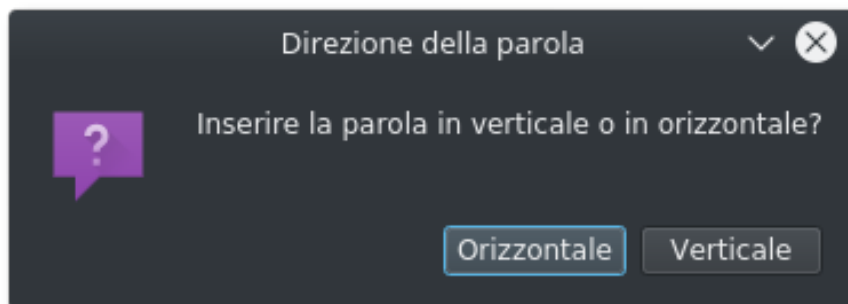 Direzione della parola
Inserire la parola in verticale o in orizzontale?
Orizzontale Verticale